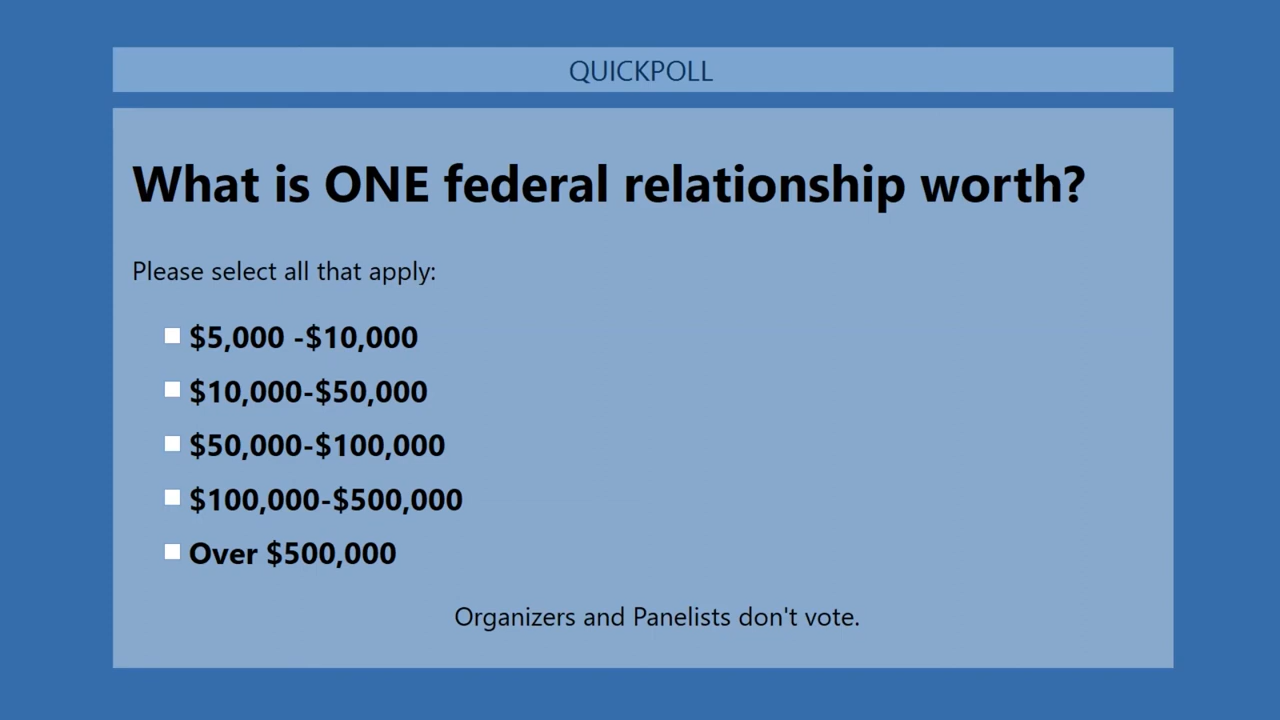 QUICKPOLL
What is ONE federal relationship worth?
Please select all that apply:
$5,000 -$10,000
$10,000-$50,000
$50,000-$100,000
$100,000-$500,000
Over $500,000
Organizers and Panelists don't vote.